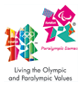 Paralympic Games
Living the Olympic
and Paralympic Values